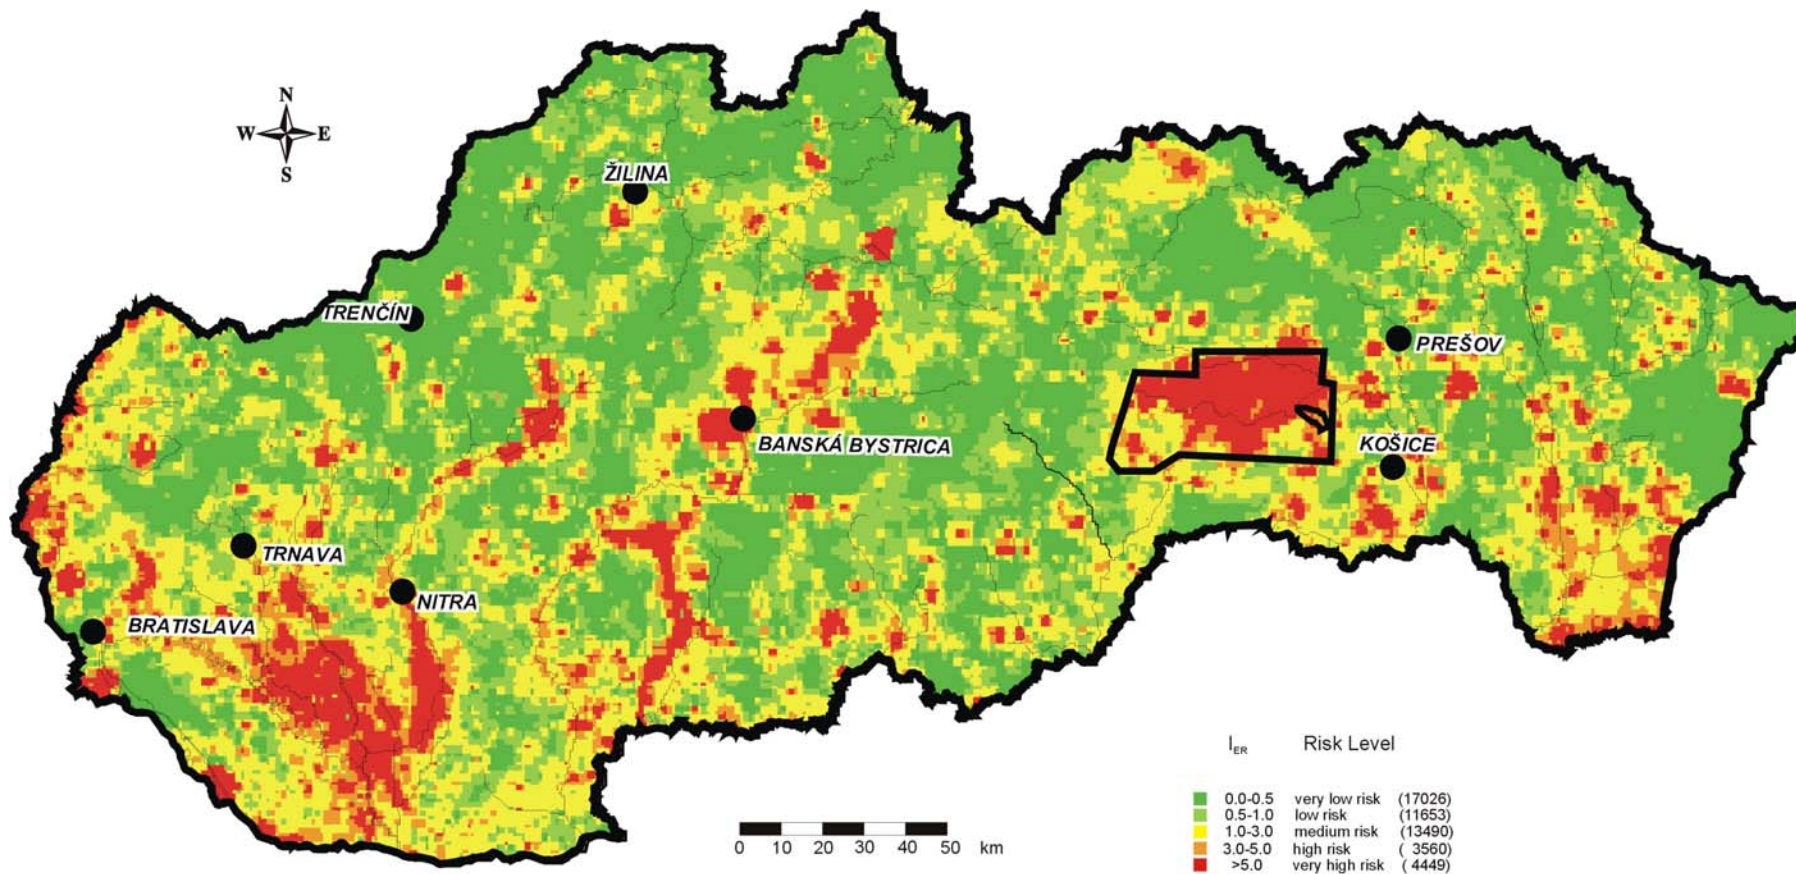 N
W E
S
ŽILINA
TRENČÍN
PREŠOV
BANSKÁ BYSTRICA
KOŠICE
TRNAVA
NITRA
BRATISLAVA
I_ER Risk Level
0.0-0.5 very low risk (17026)
0.5-1.0 low risk (11653)
1.0-3.0 medium risk (13490)
3.0-5.0 high risk ( 3560)
>5.0 very high risk ( 4449)
0 10 20 30 40 50 km